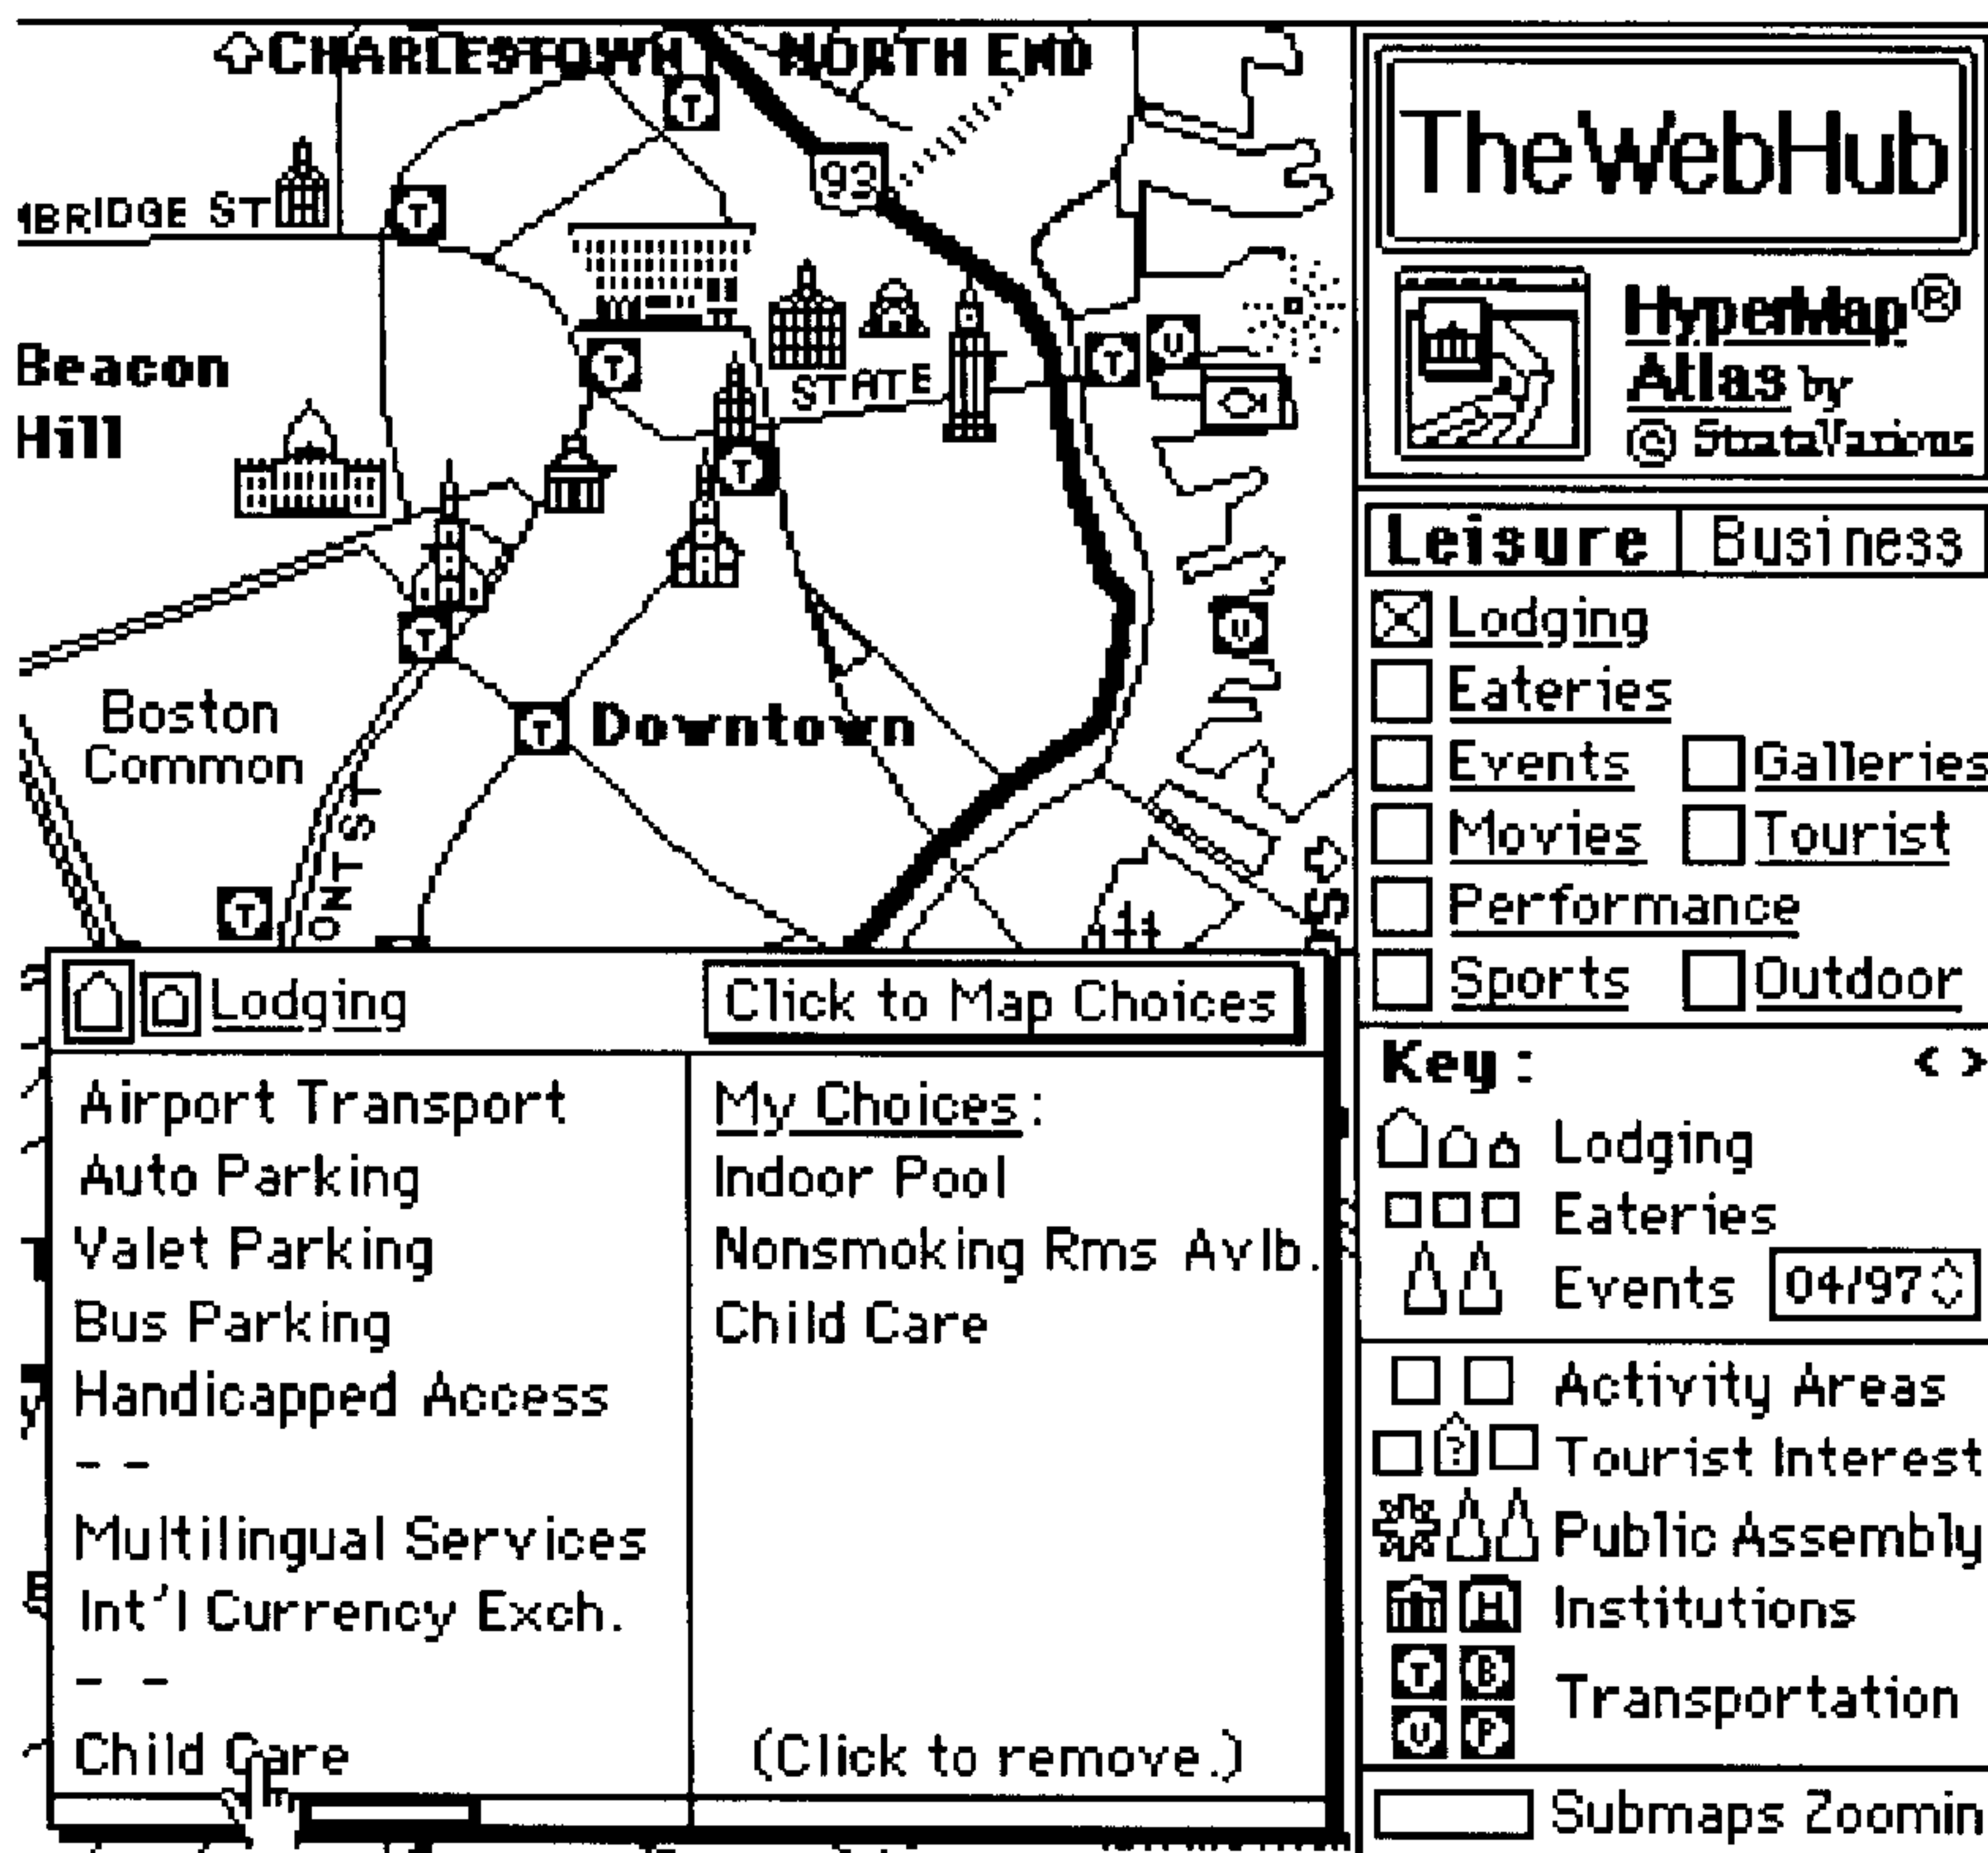 CHARLESTOWN
NORTH END
T
93
T
BRIDGE ST
Beacon
Hill
T
STATE
T
U
T
T
U
Boston
Common
T
Downtown
ONT ST
T
S
TheWebHub
HyperMap®
Atlas by
© StrataVarious
Leisure Business
Lodging
Eateries
Events Galleries
Movies Tourist
Performance
Sports Outdoor
Key: < >
Lodging
Eateries
Events 04/97
Activity Areas
? Tourist Interest
Public Assembly
H Institutions
T B
Transportation
U P
Submaps Zoomin
Lodging
Click to Map Choices
Airport Transport
Auto Parking
Valet Parking
Bus Parking
Handicapped Access
- -
Multilingual Services
Int'l Currency Exch.
- -
Child Care
My Choices:
Indoor Pool
Nonsmoking Rms Avlb.
Child Care
(Click to remove.)